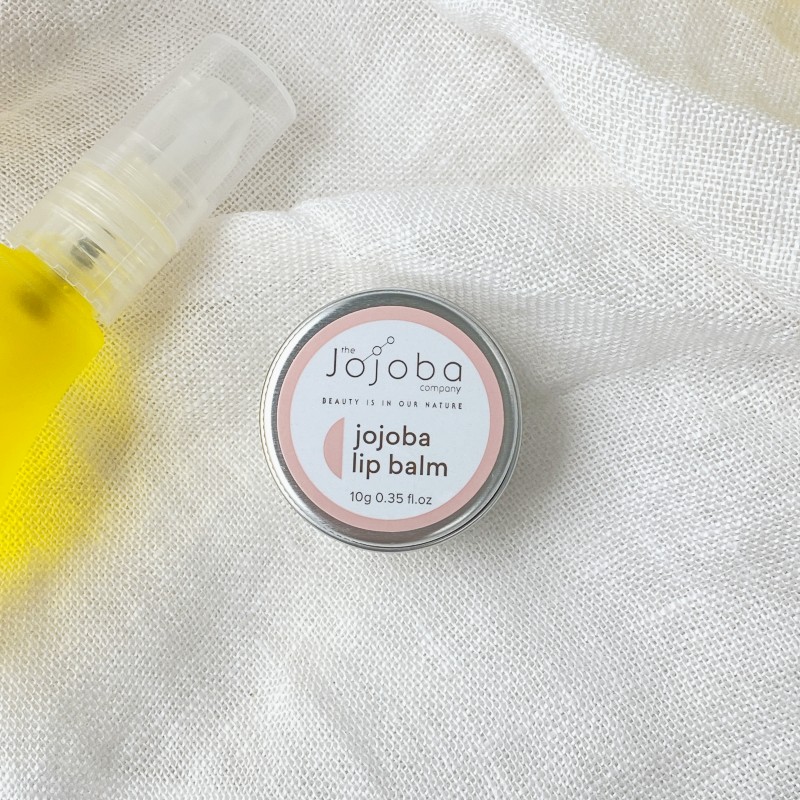 the
Jojoba
company
BEAUTY IS IN OUR NATURE
jojoba
lip balm
10g 0.35 fl.oz